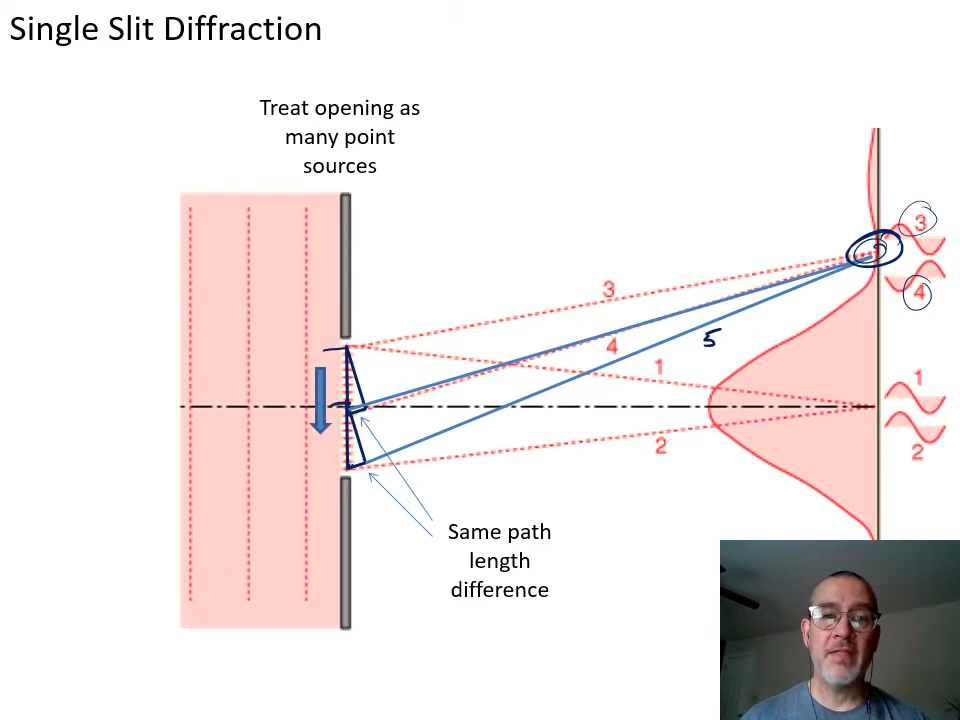 Single Slit Diffraction
Treat opening as
many point
sources
3
4
3
4
5
1
2
1
2
Same path
length
difference